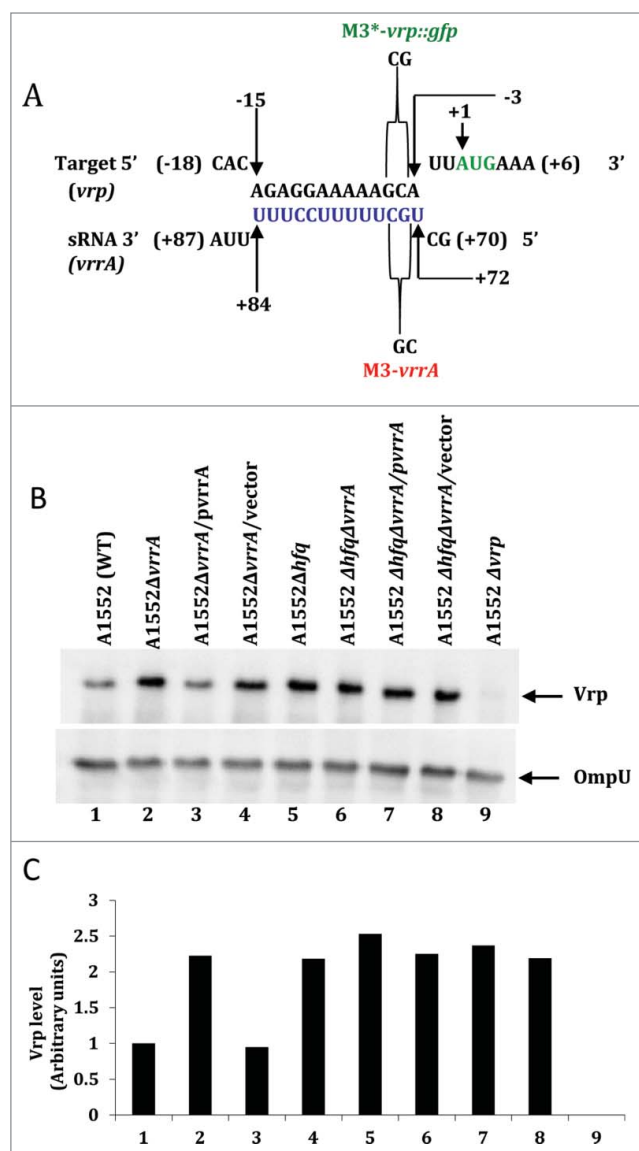 A
M3*-vrp::gfp
CG
-15
-3
+1
Target 5’ (-18) CAC
UUAUGAAA (+6) 3’
(vrp)
AGAGGAAAAAGCA
UUUCCUUUUUCGU
sRNA 3’ (+87) AUU
CG (+70) 5’
(vrrA)
+72
+84
GC
M3-vrrA
B
A1552 (WT)
A1552ΔvrrA
A1552ΔvrrA/pvrrA
A1552ΔvrrA/vector
A1552Δhfq
A1552 ΔhfqΔvrrA
A1552 ΔhfqΔvrrA/pvrrA
A1552 ΔhfqΔvrrA/vector
A1552 Δvrp
Vrp
OmpU
1 2 3 4 5 6 7 8 9
C
Vrp level
(Arbitrary units)
3
2.5
2
1.5
1
0.5
0
1 2 3 4 5 6 7 8 9